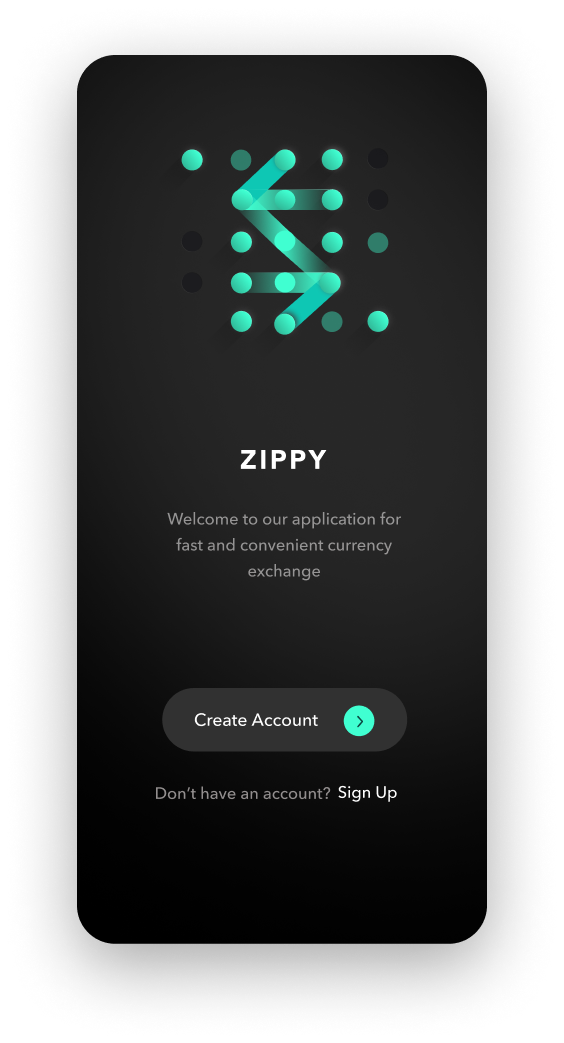 ZIPPY
Welcome to our application for
fast and convenient currency
exchange
Create Account
Don’t have an account? Sign Up